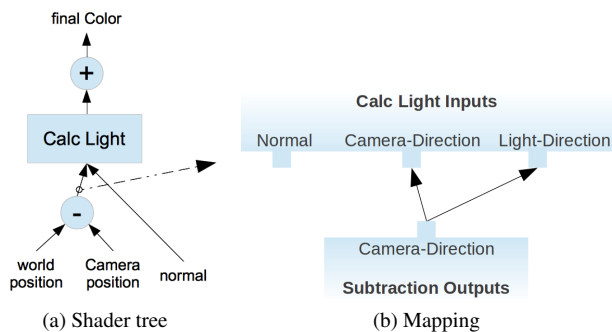 final Color
+
Calc Light
-
world position
Camera position
normal
(a) Shader tree
Calc Light Inputs
Normal Camera-Direction Light-Direction
Camera-Direction
Subtraction Outputs
(b) Mapping